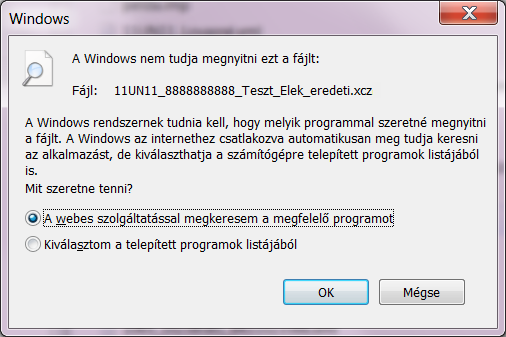 Windows
A Windows nem tudja megnyitni ezt a fájlt:
Fájl: 11UN11_8888888888_Teszt_Elek_eredeti.xcz
A Windows rendszernek tudnia kell, hogy melyik programmal szeretné megnyitni
a fájlt. A Windows az internethez csatlakozva automatikusan meg tudja keresni
az alkalmazást, de kiválaszthatja a számítógépre telepített programok listájából
is.
Mit szeretne tenni?
A webes szolgáltatással megkeresem a megfelelő programot
Kiválasztom a telepített programok listájából
OK Mégse